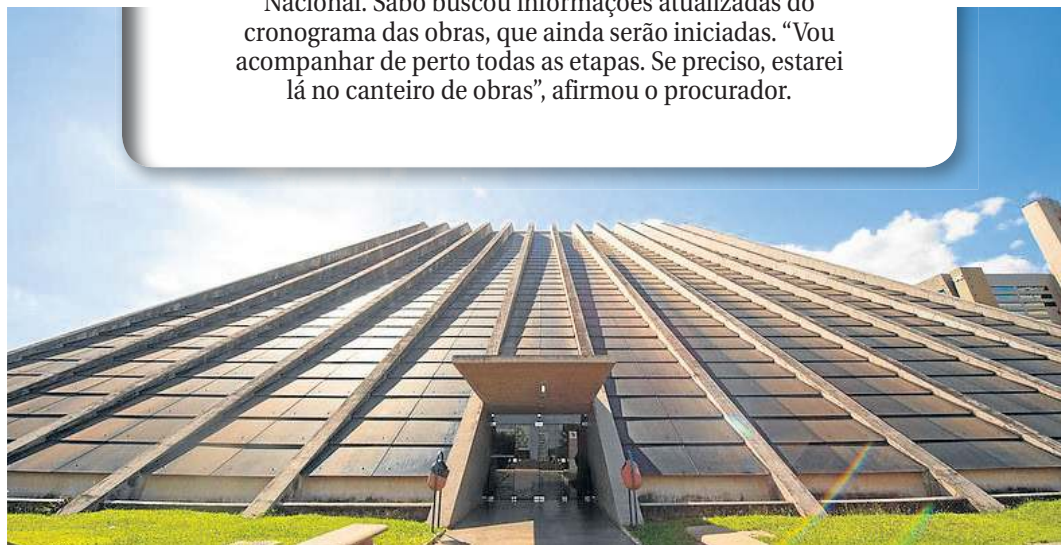 Nacional. Sabo buscou informações atualizadas do
cronograma das obras, que ainda serão iniciadas. “Vou
acompanhar de perto todas as etapas. Se preciso, estarei
lá no canteiro de obras”, afirmou o procurador.